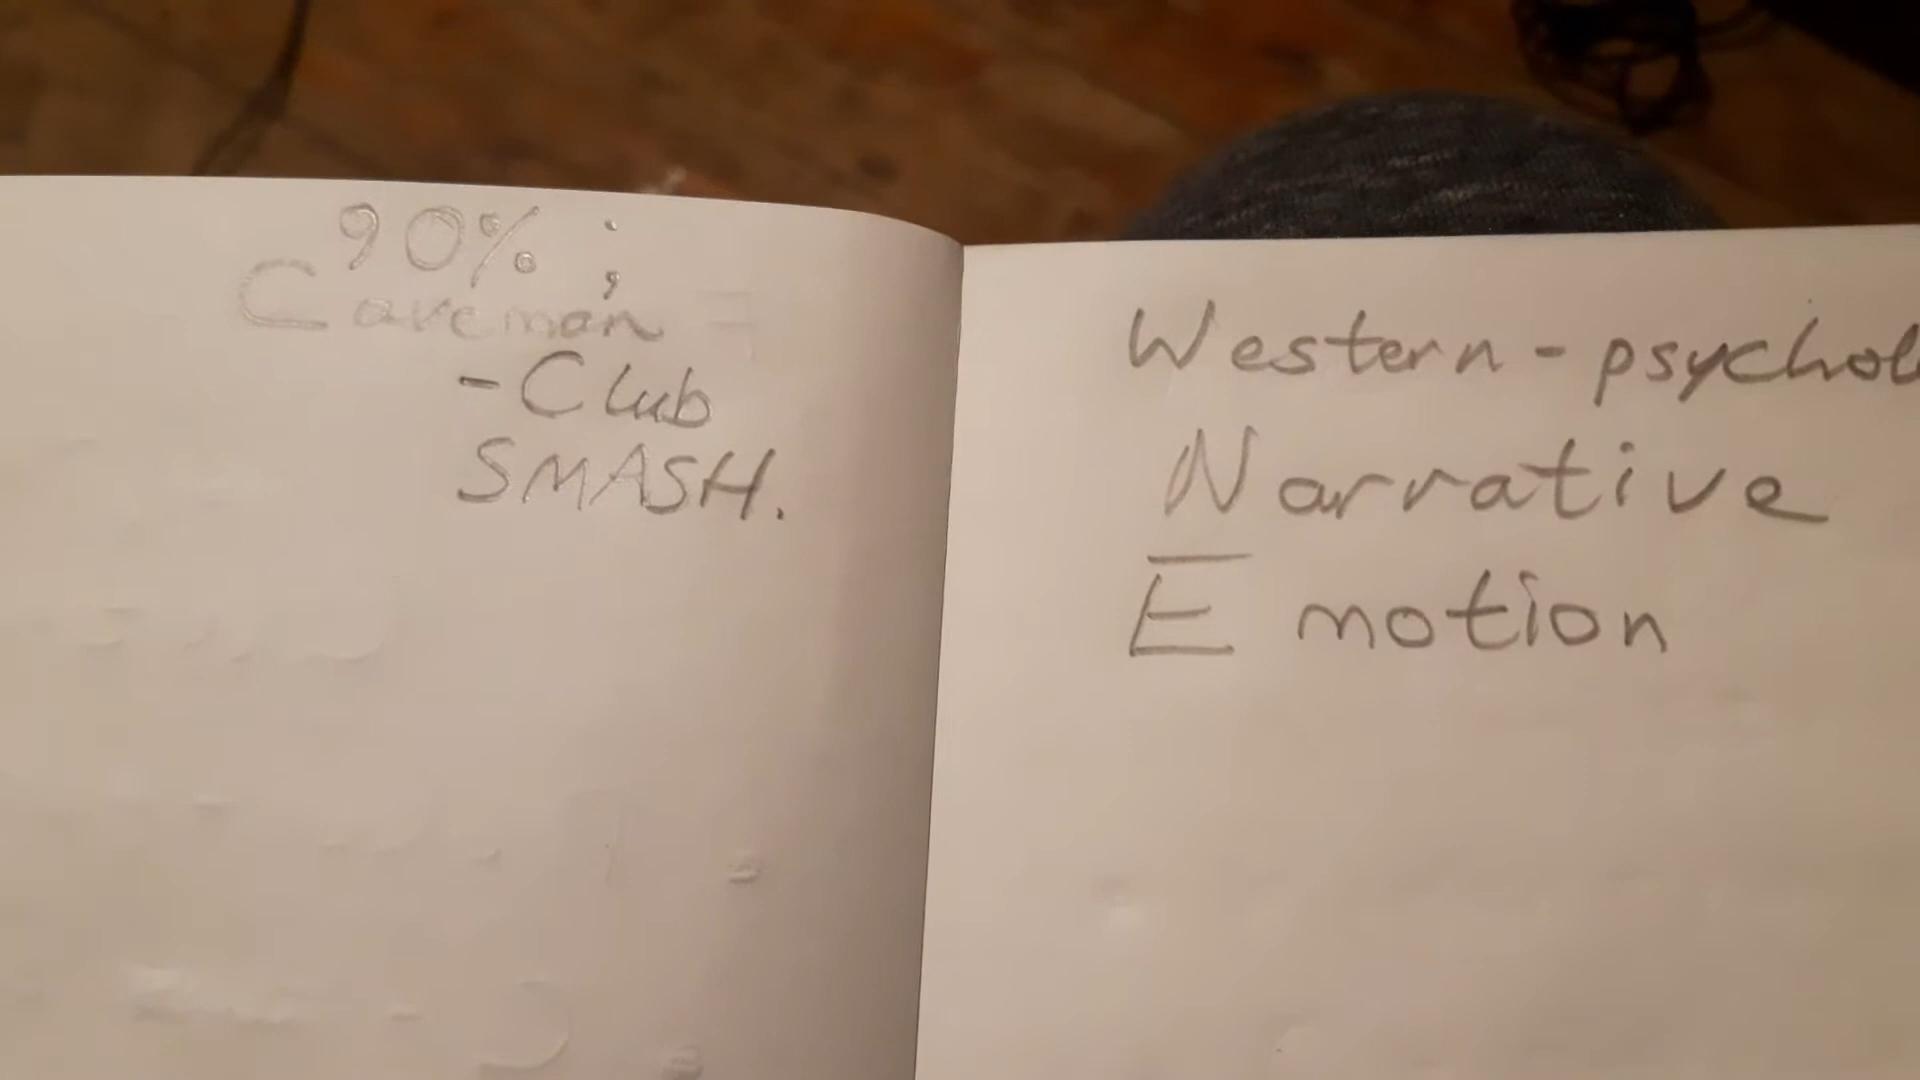 90% ;
Caveman
- Club
SMASH.
Western - psychol
Narrative
Emotion